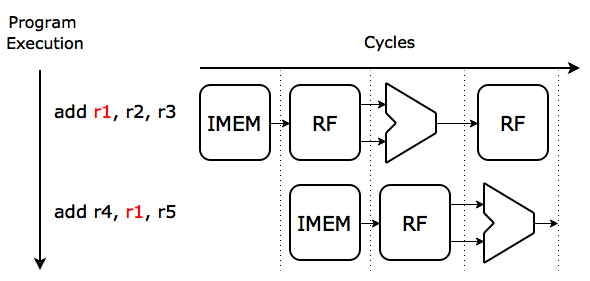 Program
Execution
Cycles
add r1, r2, r3
IMEM
RF
RF
add r4, r1, r5
IMEM
RF